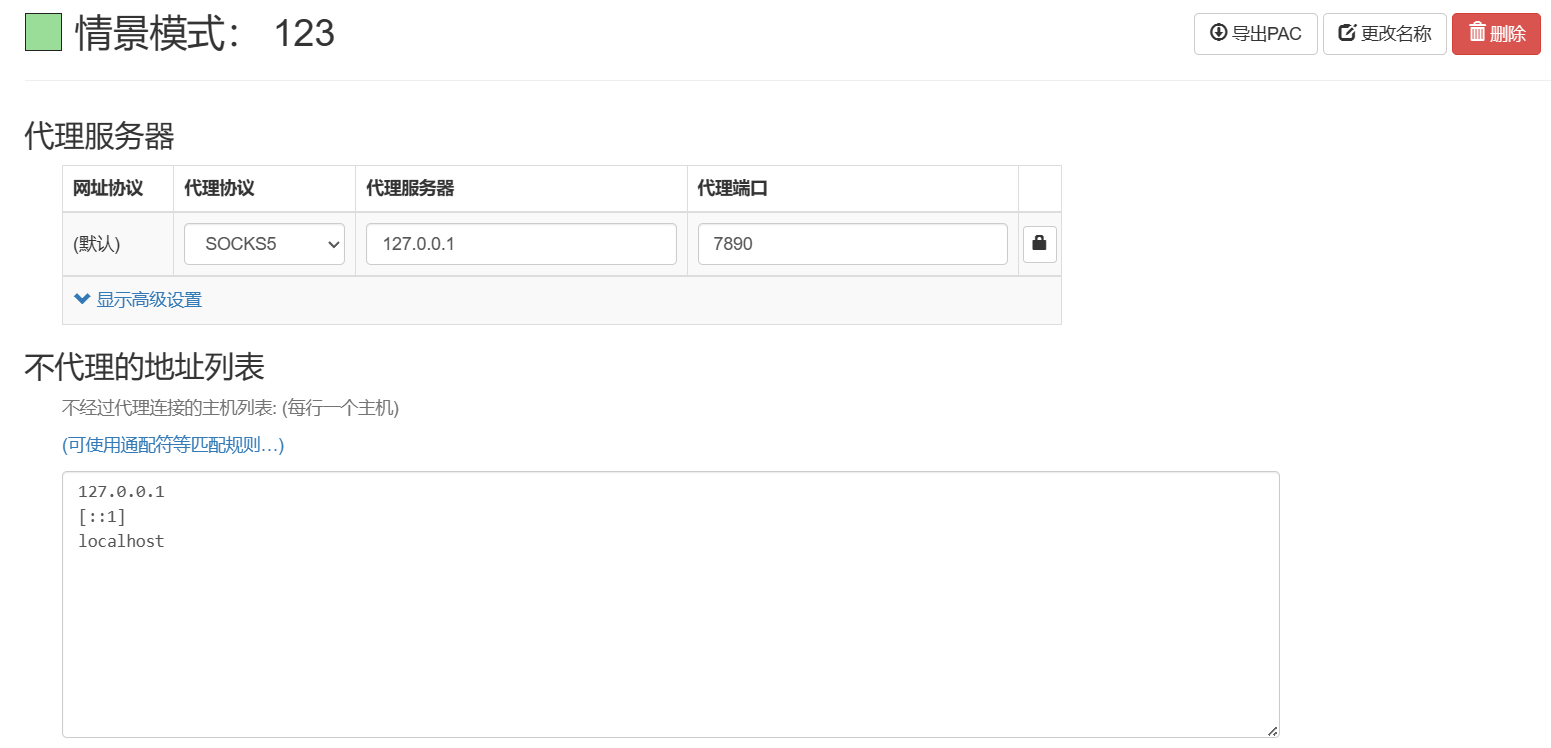 情景模式： 123
导出PAC 更改名称 删除
代理服务器
网址协议 代理协议 代理服务器 代理端口
(默认) SOCKS5 127.0.0.1 7890
显示高级设置
不代理的地址列表
不经过代理连接的主机列表: (每行一个主机)
(可使用通配符等匹配规则…)
127.0.0.1
[::1]
localhost